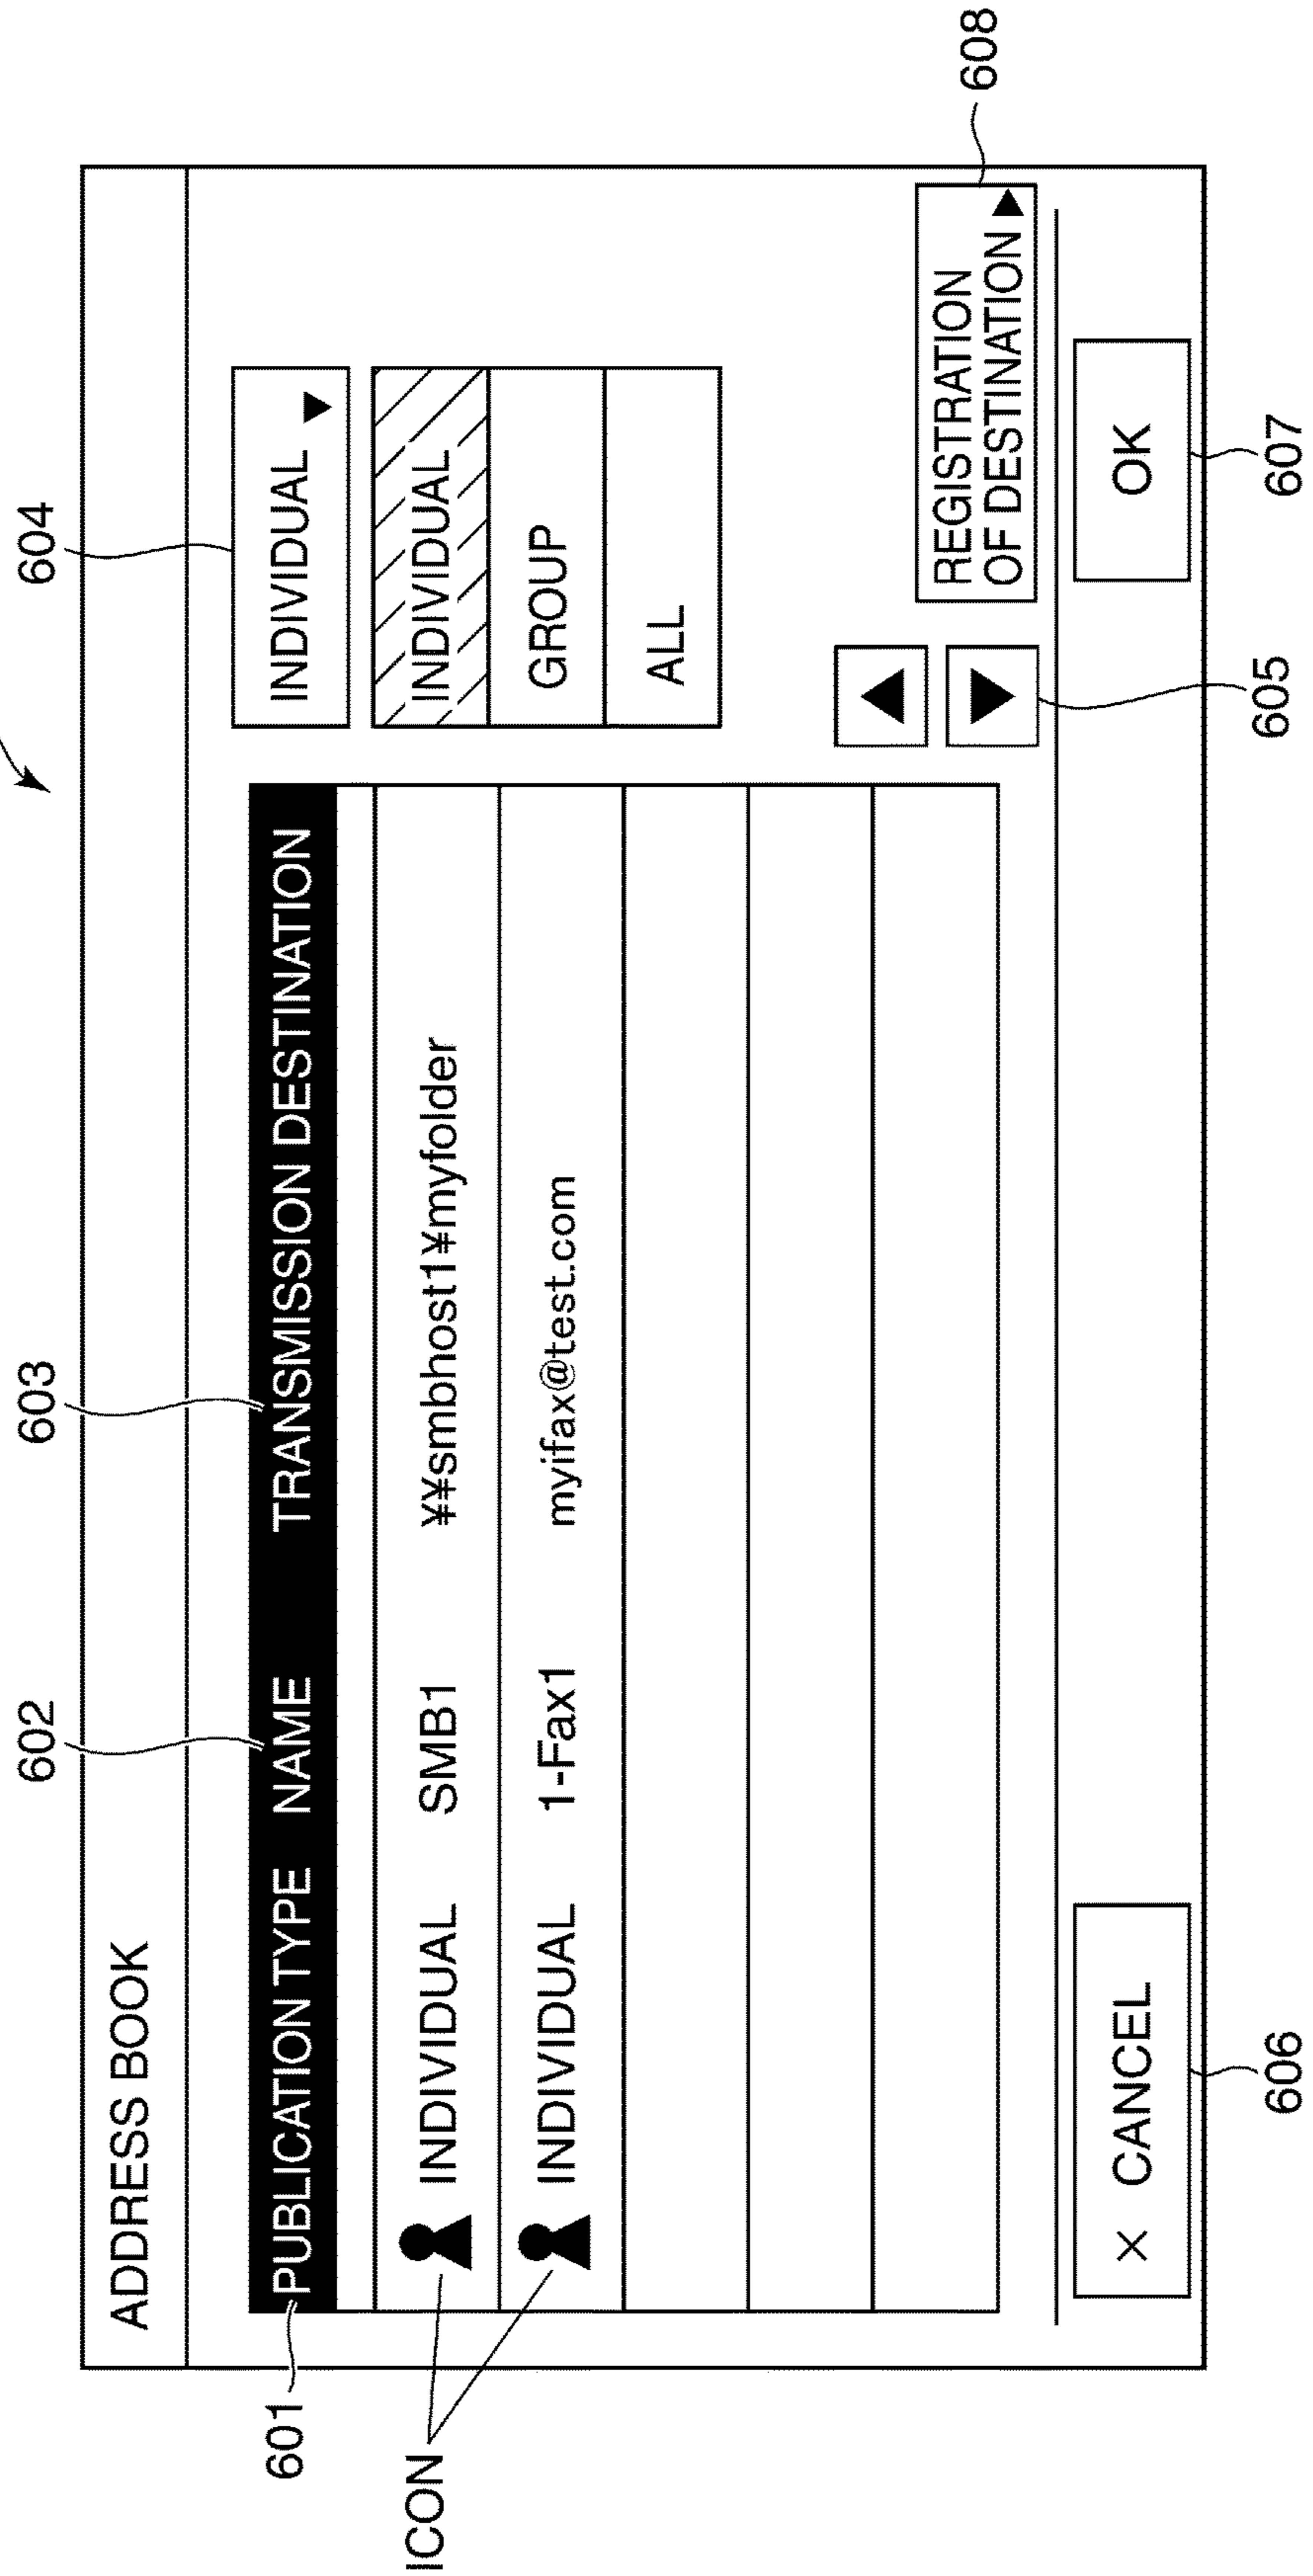 602 603 604
ADDRESS BOOK
601 PUBLICATION TYPE NAME TRANSMISSION DESTINATION
INDIVIDUAL ▼
ICON
INDIVIDUAL SMB1 ¥¥smbhost1¥myfolder
INDIVIDUAL
INDIVIDUAL 1-Fax1 myifax@test.com
GROUP
ALL
REGISTRATION
OF DESTINATION ▶
608
× CANCEL
OK
606 605 607